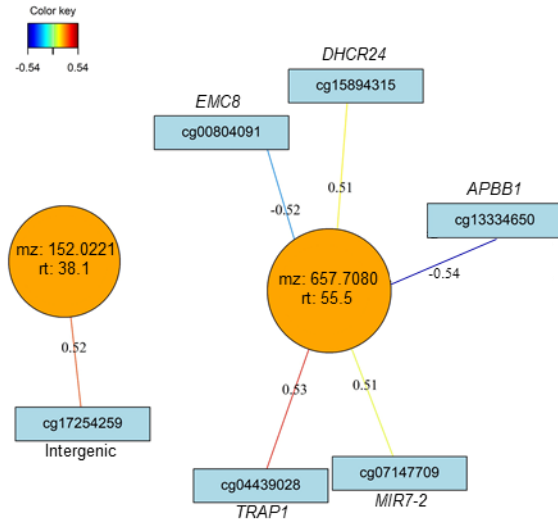 Color key
-0.54 0.54
DHCR24
cg15894315
EMC8
cg00804091
0.51
-0.52
APBB1
cg13334650
-0.54
mz: 152.0221
rt: 38.1
mz: 657.7080
rt: 55.5
0.52
0.53
0.51
cg17254259
Intergenic
cg04439028
TRAP1
cg07147709
MIR7-2